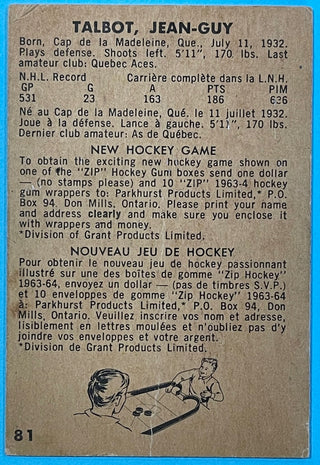 TALBOT, JEAN-GUY
Born, Cap de la Madeleine, Que., July 11, 1932.
Plays defense. Shoots left. 5'11", 170 lbs. Last
amateur club: Quebec Aces.
N.H.L. Record Carrière complète dans la L.N.H.
GP G A PTS PIM
531 23 163 186 636
Né au Cap de la Madeleine, Qué. le 11 juillet 1932.
Joue à la défense. Lance à gauche. 5'11", 170 lbs.
Dernier club amateur: As de Québec.
NEW HOCKEY GAME
To obtain the exciting new hockey game shown on
one of the "ZIP" Hockey Gum boxes send one dollar
— (no stamps please) and 10 "ZIP" 1963-4 hockey
gum wrappers to: Parkhurst Products Limited,* P.O.
Box 94. Don Mills, Ontario. Please print your name
and address clearly and make sure you enclose it
with wrappers and money.
*Division of Grant Products Limited.
NOUVEAU JEU DE HOCKEY
Pour obtenir le nouveau jeu de hockey passionnant
illustré sur une des boîtes de gomme "Zip Hockey"
1963-64, envoyez un dollar — (pas de timbres S.V.P.)
et 10 enveloppes de gomme "Zip Hockey" 1963-64
à: Parkhurst Products Limited,* P.O. Box 94, Don
Mills, Ontario. Veuillez inscrire vos nom et adresse,
lisiblement en lettres moulées et n'oubliez pas d'y
joindre vos enveloppes et votre argent.
*Division de Grant Products Limited.
81